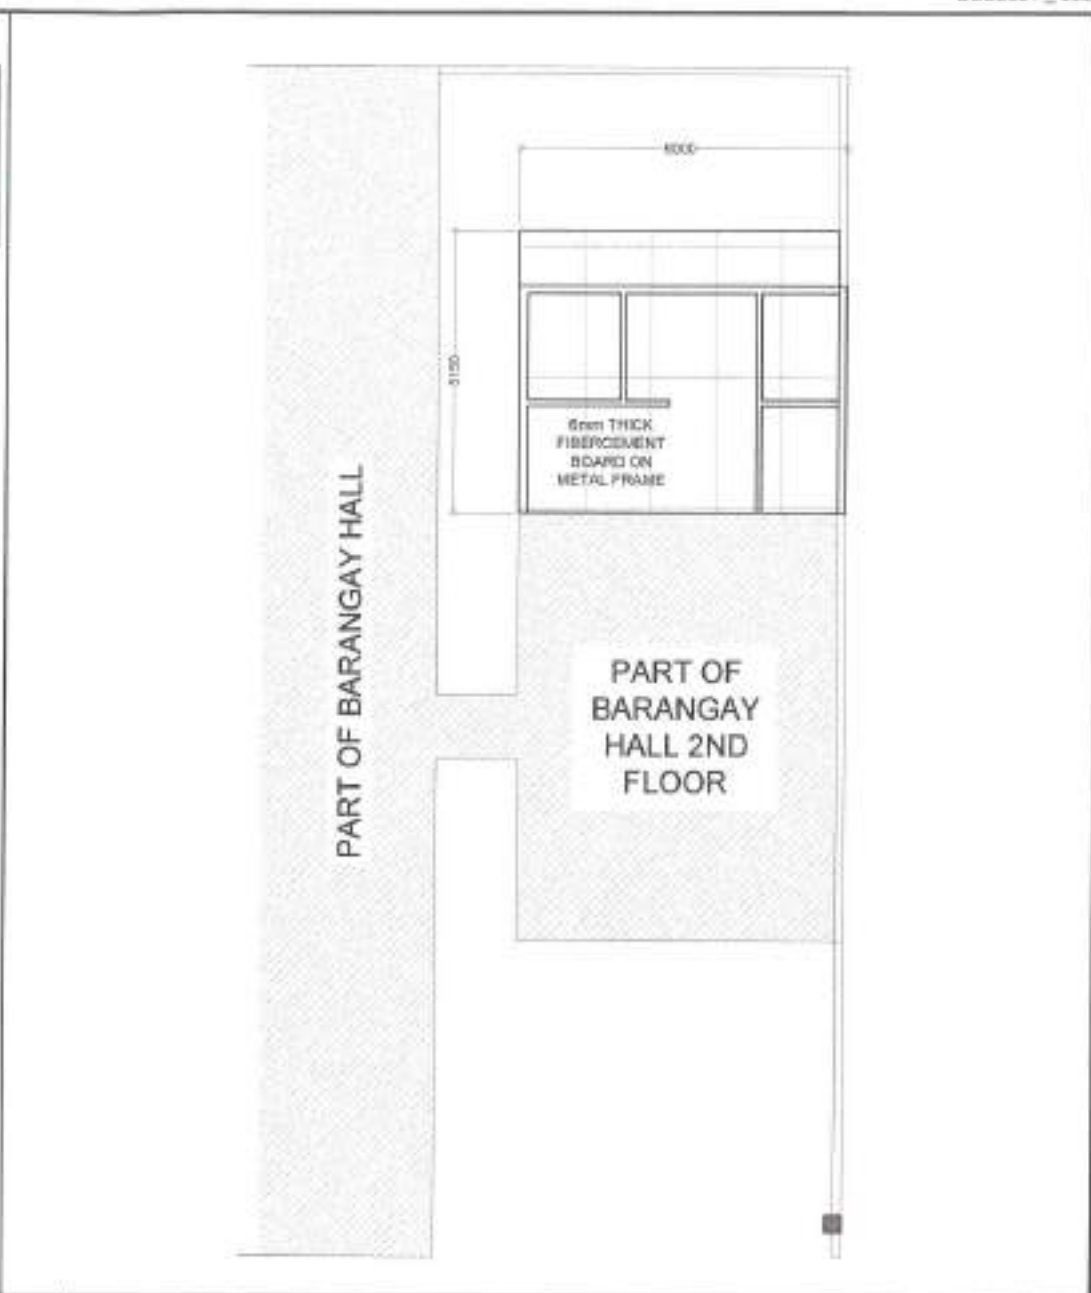 6000
5150
6mm THICK
FIBERCEMENT
BOARD ON
METAL FRAME
PART OF BARANGAY HALL
PART OF
BARANGAY
HALL 2ND
FLOOR